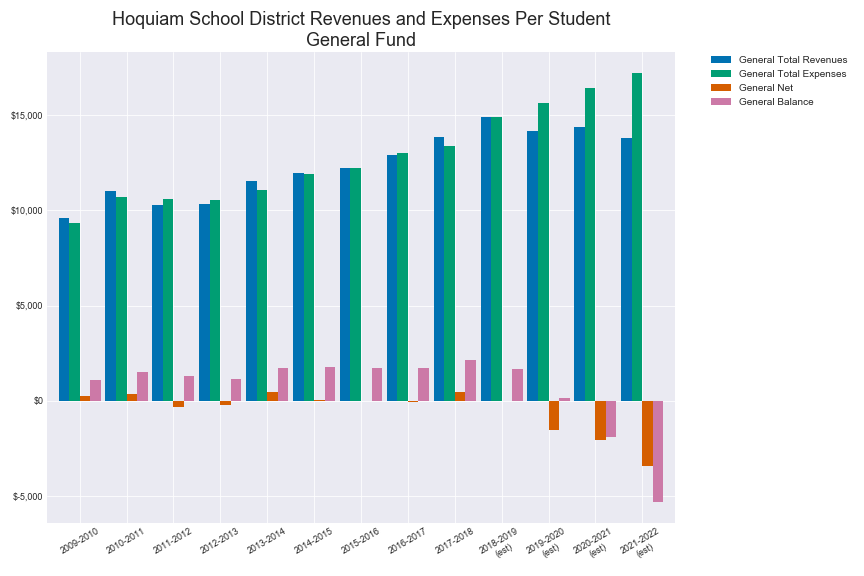 Hoquiam School District Revenues and Expenses Per Student
General Fund
General Total Revenues
General Total Expenses
General Net
General Balance
$15,000
$10,000
$5,000
$0
$-5,000
2009-2010
2010-2011
2011-2012
2012-2013
2013-2014
2014-2015
2015-2016
2016-2017
2017-2018
2018-2019
(est)
2019-2020
(est)
2020-2021
(est)
2021-2022
(est)